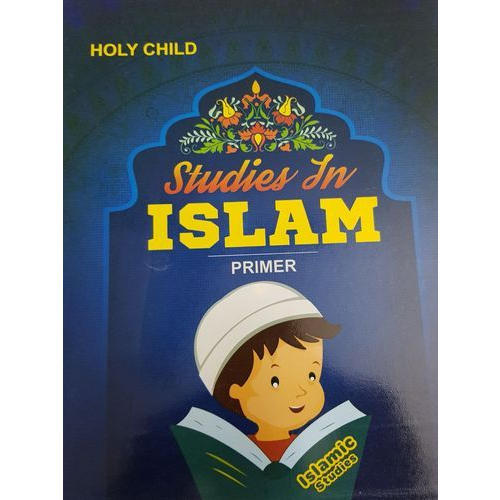 HOLY CHILD
Studies In
ISLAM
PRIMER
Islamic
Studies